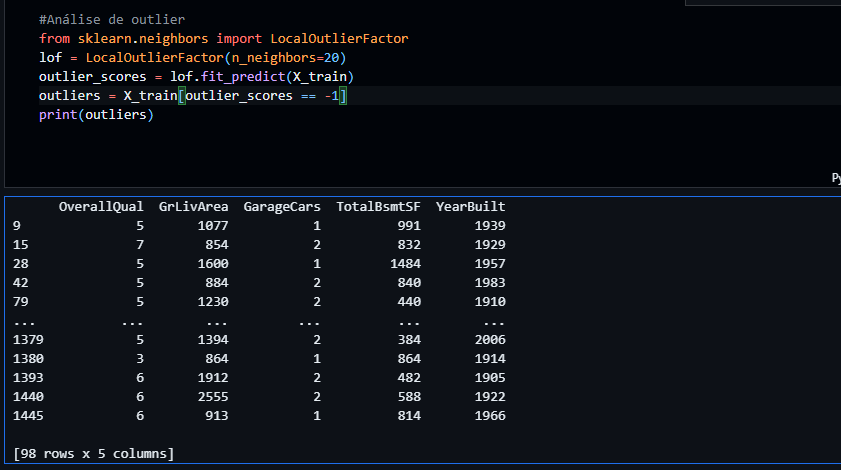 #Análise de outlier
from sklearn.neighbors import LocalOutlierFactor
lof = LocalOutlierFactor(n_neighbors=20)
outlier_scores = lof.fit_predict(X_train)
outliers = X_train[outlier_scores == -1]
print(outliers)
Py
OverallQual GrLivArea GarageCars TotalBsmtSF YearBuilt
9 5 1077 1 991 1939
15 7 854 2 832 1929
28 5 1600 1 1484 1957
42 5 884 2 840 1983
79 5 1230 2 440 1910
... ... ... ... ... ...
1379 5 1394 2 384 2006
1380 3 864 1 864 1914
1393 6 1912 2 482 1905
1440 6 2555 2 588 1922
1445 6 913 1 814 1966
[98 rows x 5 columns]